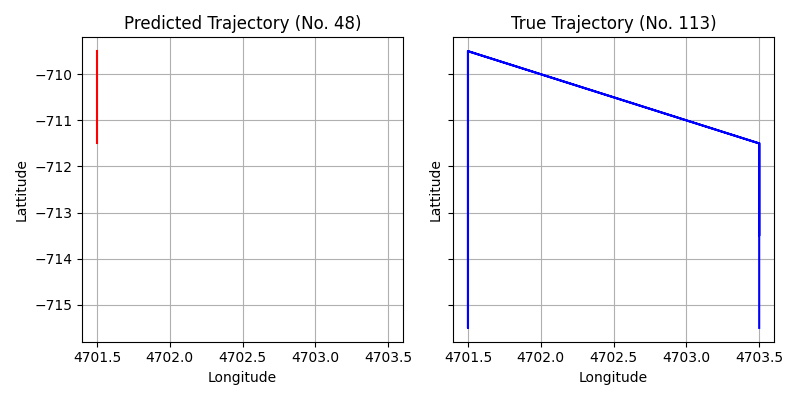 Predicted Trajectory (No. 48)
−710
−711
−712
−713
−714
−715
Lattitude
4701.5 4702.0 4702.5 4703.0 4703.5
Longitude
True Trajectory (No. 113)
Lattitude
4701.5 4702.0 4702.5 4703.0 4703.5
Longitude